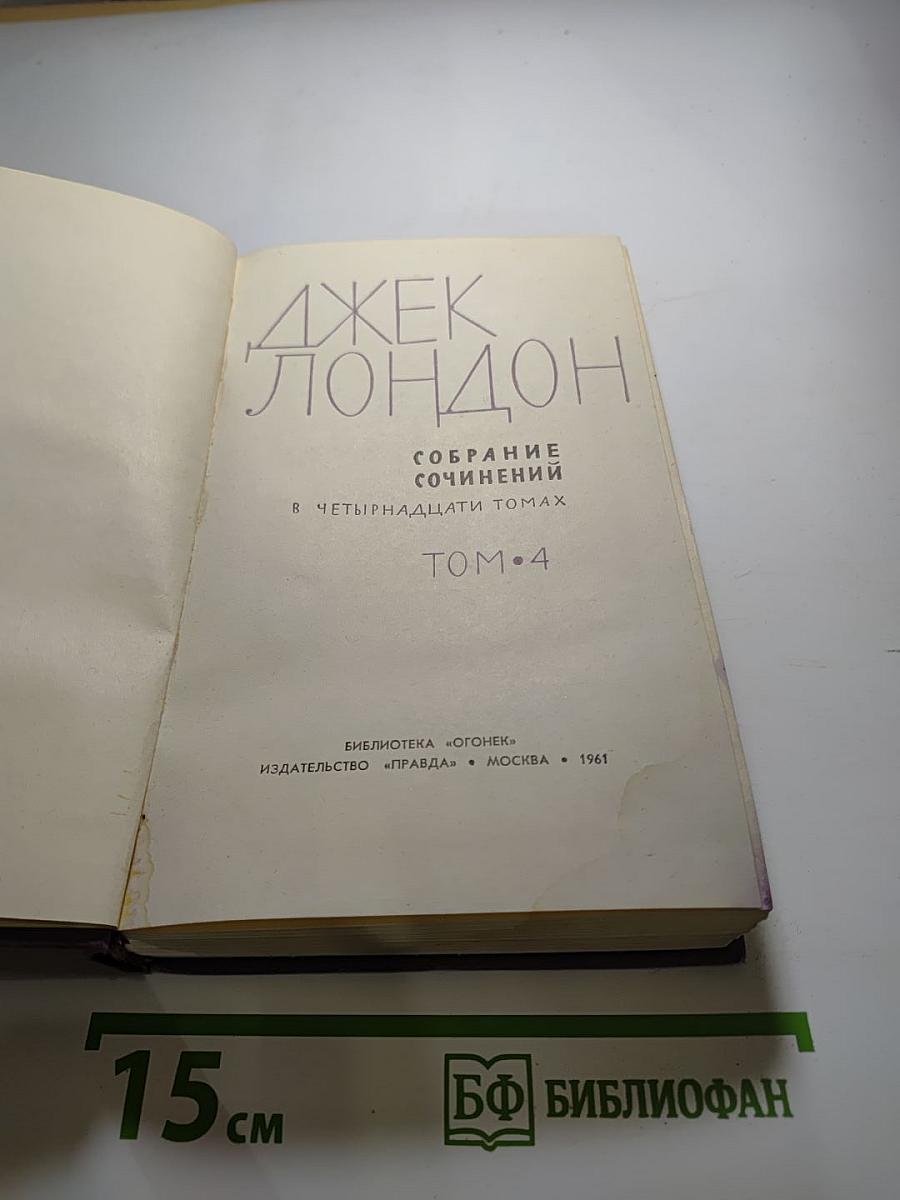 ДЖЕК
ЛОНДОН
СОБРАНИЕ
СОЧИНЕНИЙ
В ЧЕТЫРНАДЦАТИ ТОМАХ
ТОМ • 4
БИБЛИОТЕКА «ОГОНЕК»
ИЗДАТЕЛЬСТВО «ПРАВДА» • МОСКВА • 1961
15 см
БФ БИБЛИОФАН